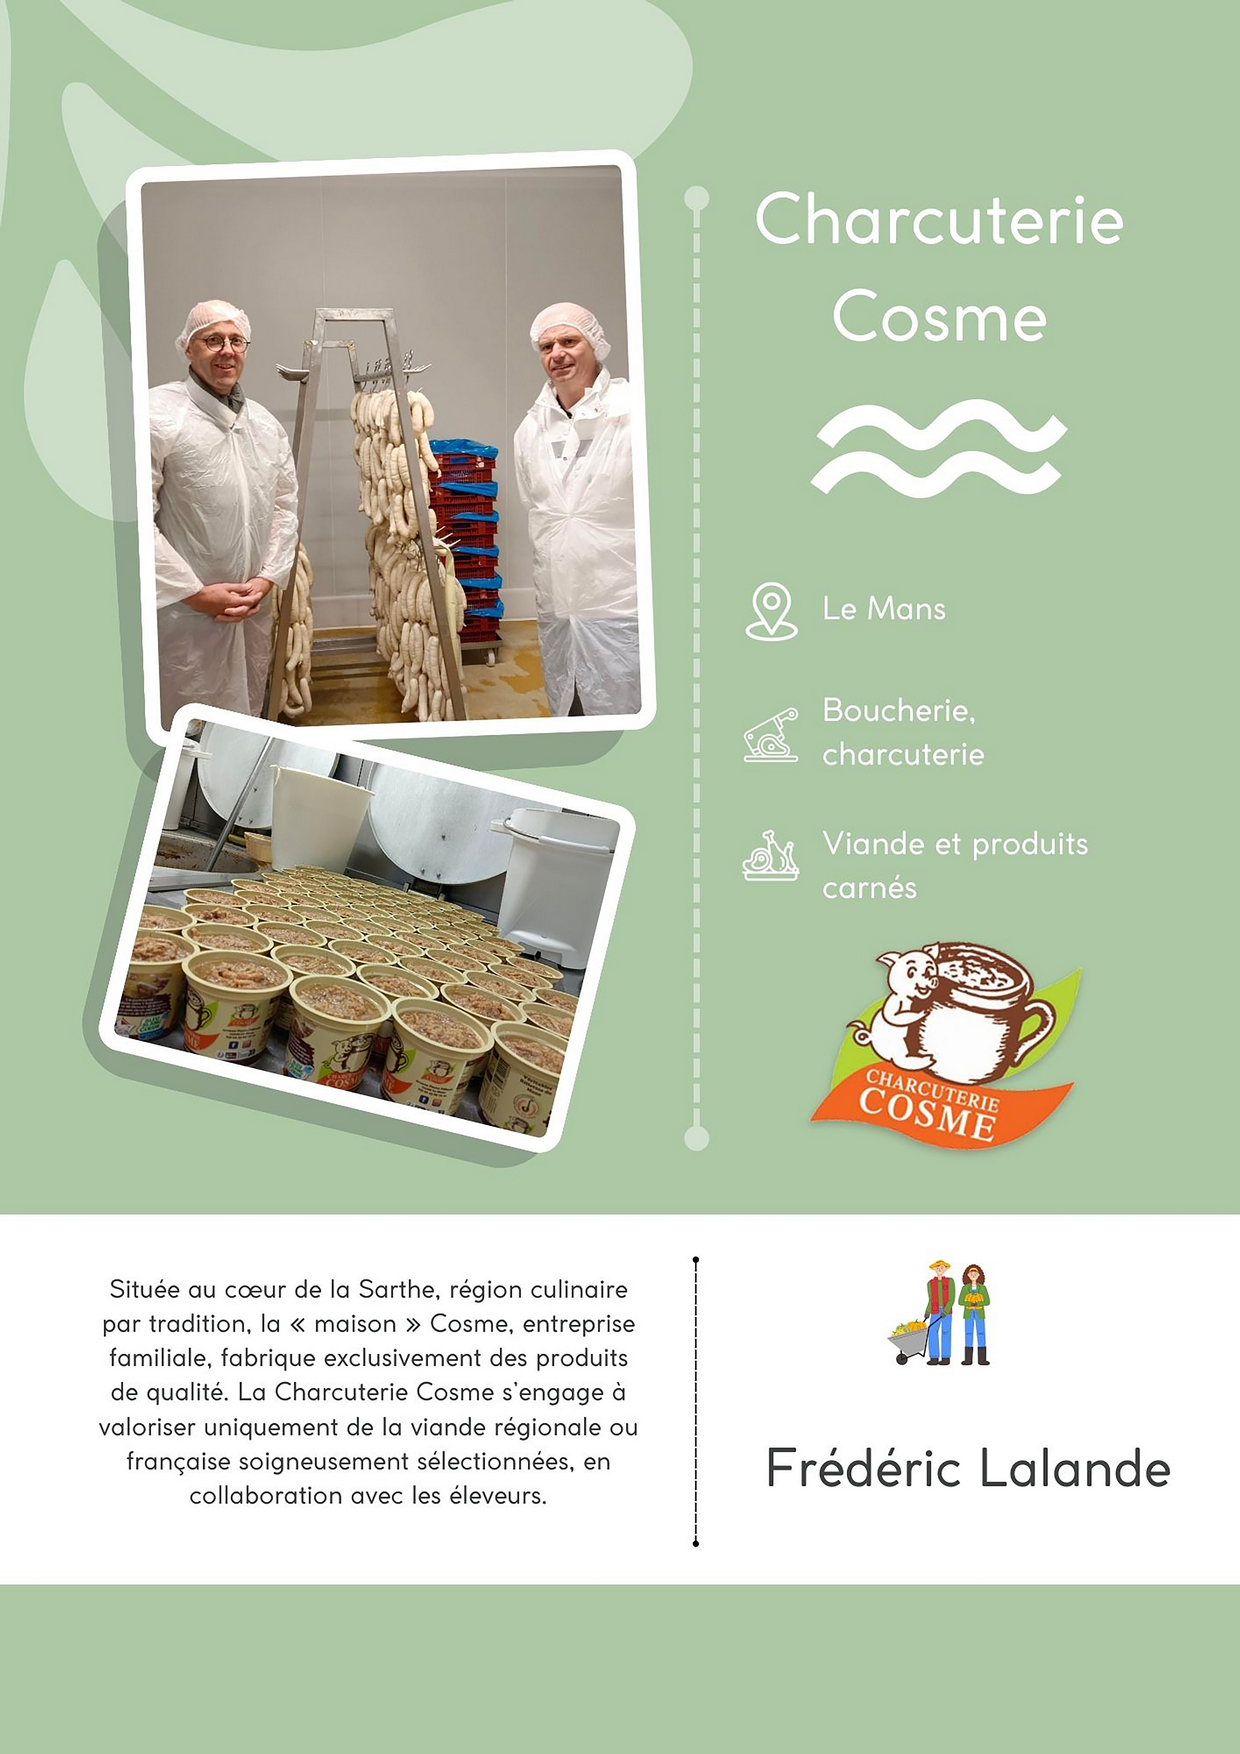 Charcuterie
Cosme
Le Mans
Boucherie,
charcuterie
Viande et produits
carnés
CHARCUTERIE
COSME
COSME
Située au cœur de la Sarthe, région culinaire
par tradition, la « maison » Cosme, entreprise
familiale, fabrique exclusivement des produits
de qualité. La Charcuterie Cosme s'engage à
valoriser uniquement de la viande régionale ou
française soigneusement sélectionnées, en
collaboration avec les éleveurs.
Frédéric Lalande